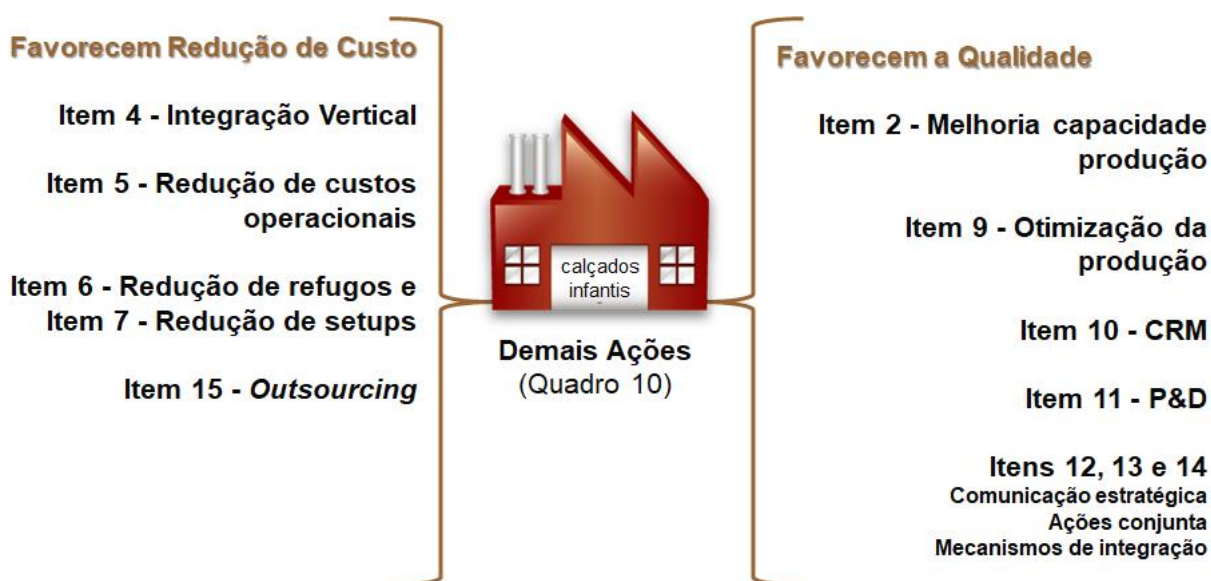 Favorecem Redução de Custo
Item 4 - Integração Vertical
Item 5 - Redução de custos
operacionais
Item 6 - Redução de refugos e
Item 7 - Redução de setups
Item 15 - Outsourcing
calçados
infantis
Demais Ações
(Quadro 10)
Favorecem a Qualidade
Item 2 - Melhoria capacidade
produção
Item 9 - Otimização da
produção
Item 10 - CRM
Item 11 - P&D
Itens 12, 13 e 14
Comunicação estratégica
Ações conjunta
Mecanismos de integração